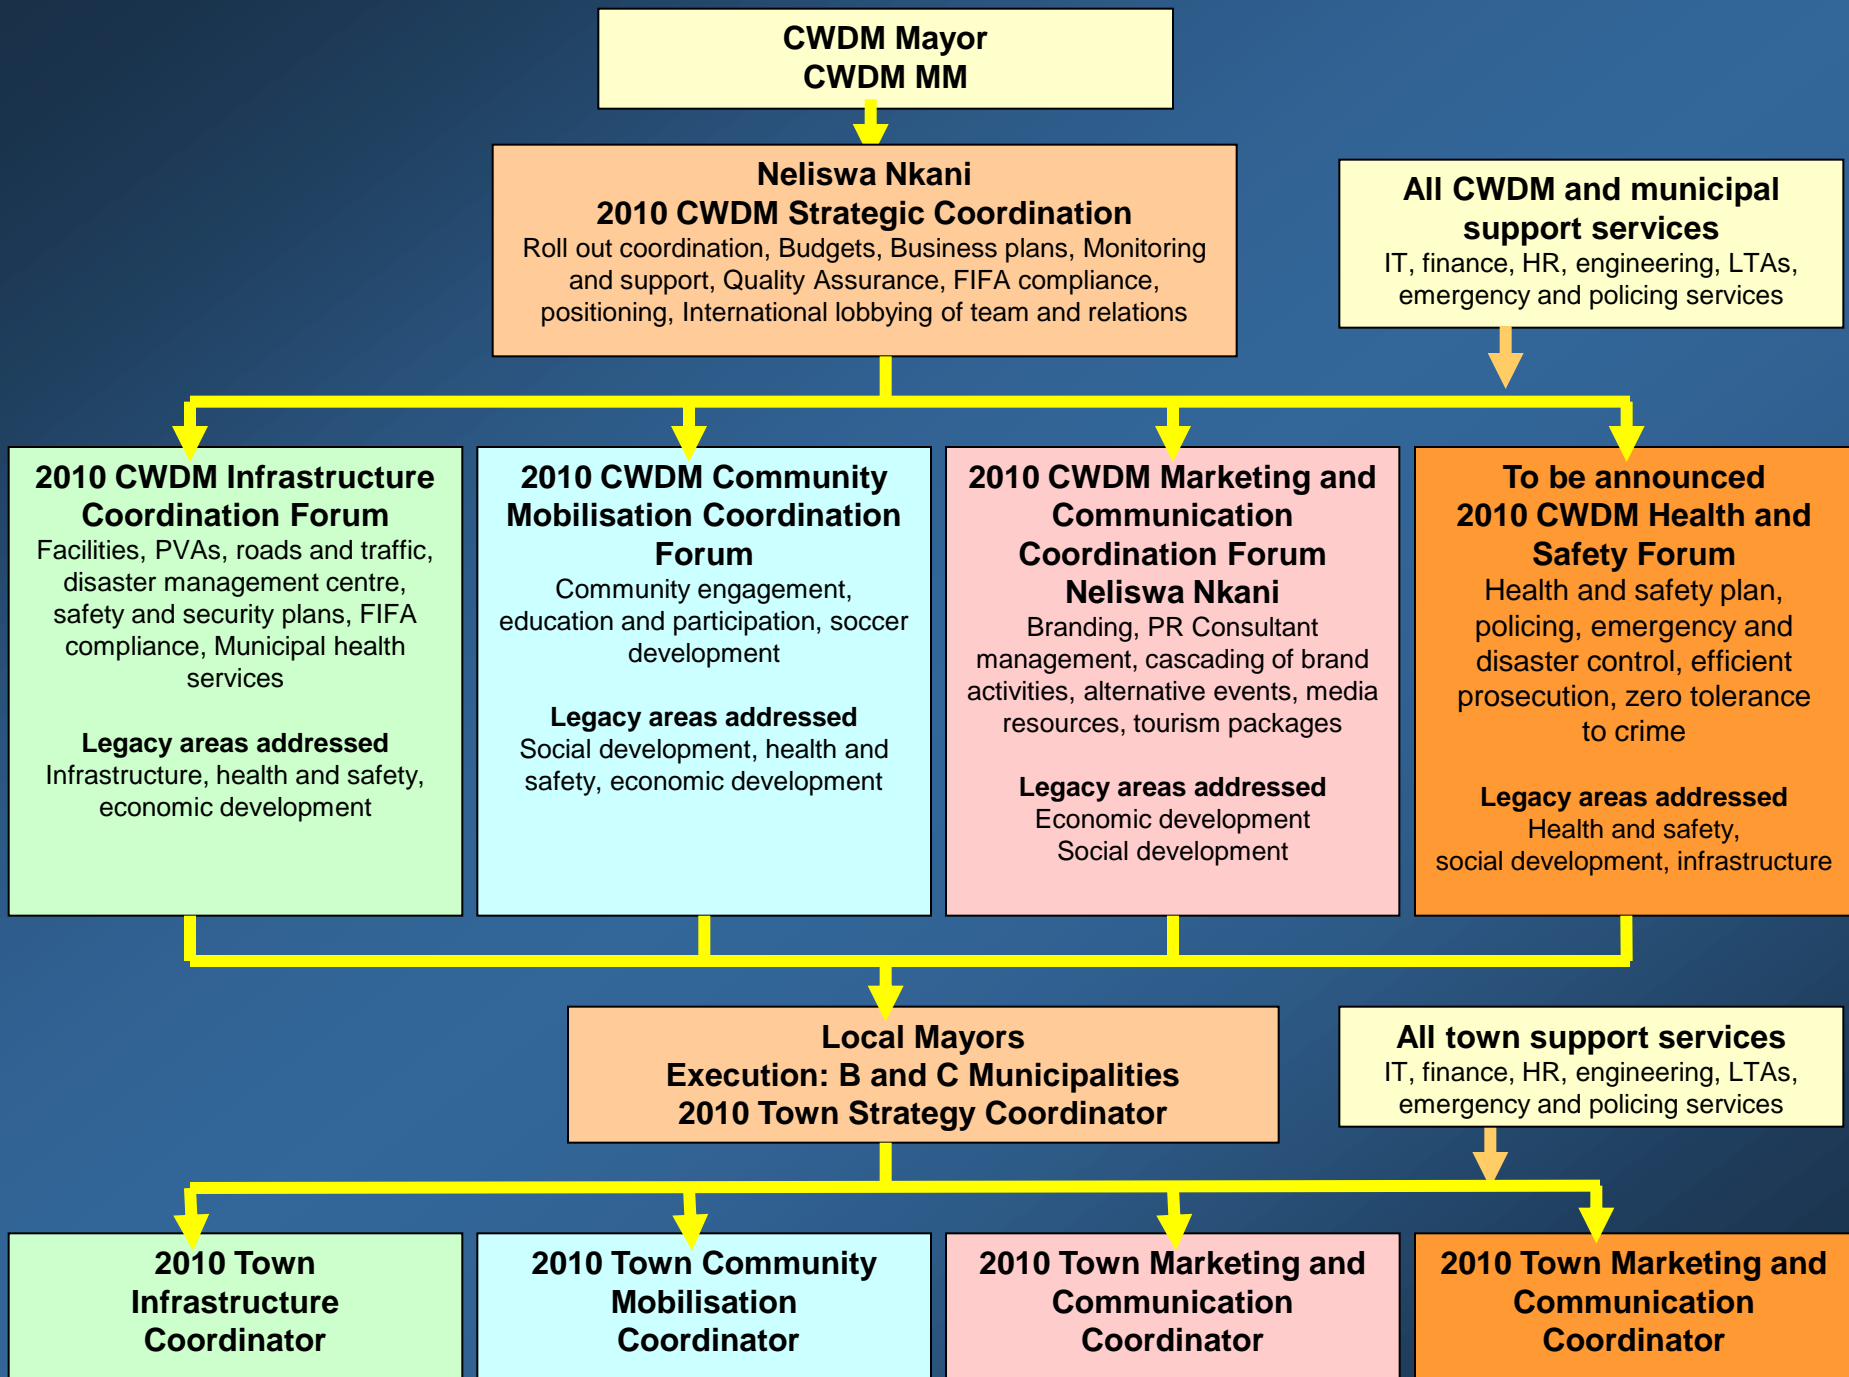 CWDM Mayor
CWDM MM
Neliswa Nkani
2010 CWDM Strategic Coordination
Roll out coordination, Budgets, Business plans, Monitoring
and support, Quality Assurance, FIFA compliance,
positioning, International lobbying of team and relations
All CWDM and municipal
support services
IT, finance, HR, engineering, LTAs,
emergency and policing services
2010 CWDM Infrastructure
Coordination Forum
Facilities, PVAs, roads and traffic,
disaster management centre,
safety and security plans, FIFA
compliance, Municipal health
services
Legacy areas addressed
Infrastructure, health and safety,
economic development
2010 CWDM Community
Mobilisation Coordination
Forum
Community engagement,
education and participation, soccer
development
Legacy areas addressed
Social development, health and
safety, economic development
2010 CWDM Marketing and
Communication
Coordination Forum
Neliswa Nkani
Branding, PR Consultant
management, cascading of brand
activities, alternative events, media
resources, tourism packages
Legacy areas addressed
Economic development
Social development
To be announced
2010 CWDM Health and
Safety Forum
Health and safety plan,
policing, emergency and
disaster control, efficient
prosecution, zero tolerance
to crime
Legacy areas addressed
Health and safety,
social development, infrastructure
Local Mayors
Execution: B and C Municipalities
2010 Town Strategy Coordinator
All town support services
IT, finance, HR, engineering, LTAs,
emergency and policing services
2010 Town
Infrastructure
Coordinator
2010 Town Community
Mobilisation
Coordinator
2010 Town Marketing and
Communication
Coordinator
2010 Town Marketing and
Communication
Coordinator